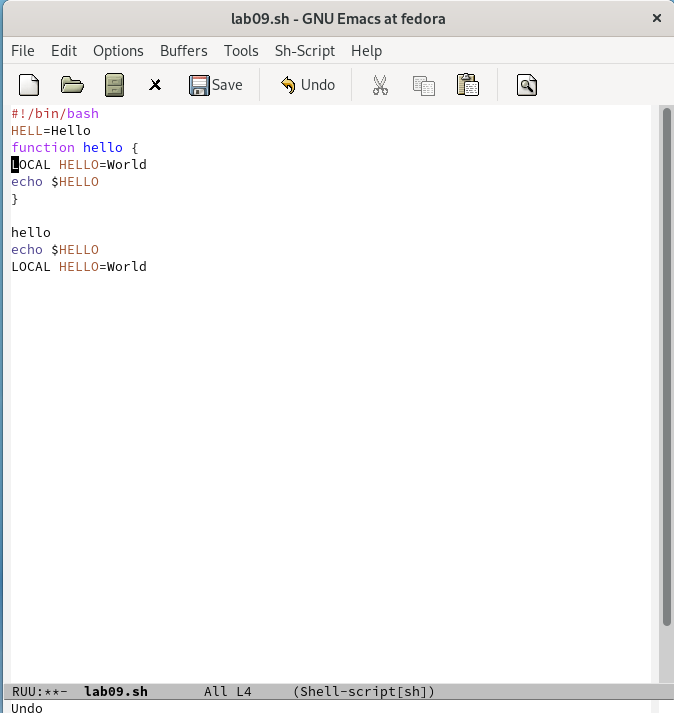 lab09.sh - GNU Emacs at fedora
File Edit Options Buffers Tools Sh-Script Help
Save Undo
#!/bin/bash
HELL=Hello
function hello {
LOCAL HELLO=World
echo $HELLO
}
hello
echo $HELLO
LOCAL HELLO=World
RUU:**- lab09.sh All L4 (Shell-script[sh])
Undo